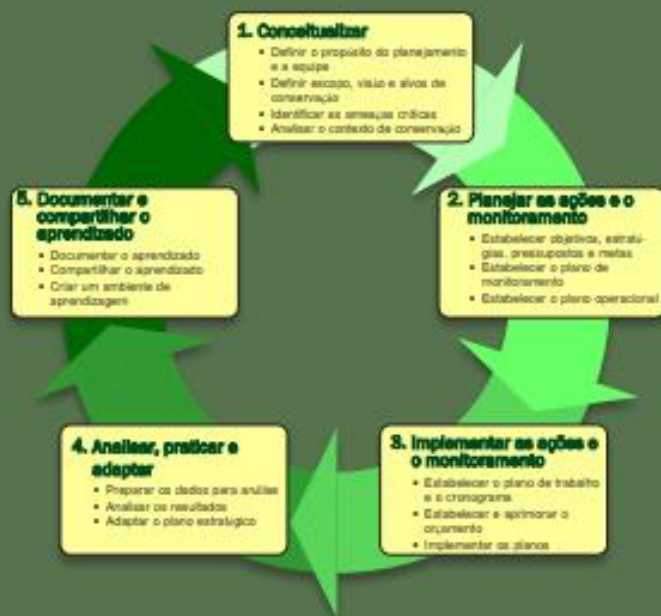 1. Conceitualizar
• Definir o propósito do planejamento
e a equipe
• Definir escopo, visão e alvos de
conservação
• Identificar as ameaças críticas
• Analisar o contexto de conservação
2. Planejar as ações e o
monitoramento
• Estabelecer objetivos, estraté-
gias, pressupostos e metas
• Estabelecer o plano de
monitoramento
• Estabelecer o plano operacional
3. Implementar as ações e
o monitoramento
• Estabelecer o plano de trabalho
e o cronograma
• Estabelecer e aprimorar o
orçamento
• Implementar os planos
4. Analisar, praticar e
adaptar
• Preparar os dados para análise
• Analisar os resultados
• Adaptar o plano estratégico
5. Documentar e
compartilhar o
aprendizado
• Documentar o aprendizado
• Compartilhar o aprendizado
• Criar um ambiente de
aprendizagem